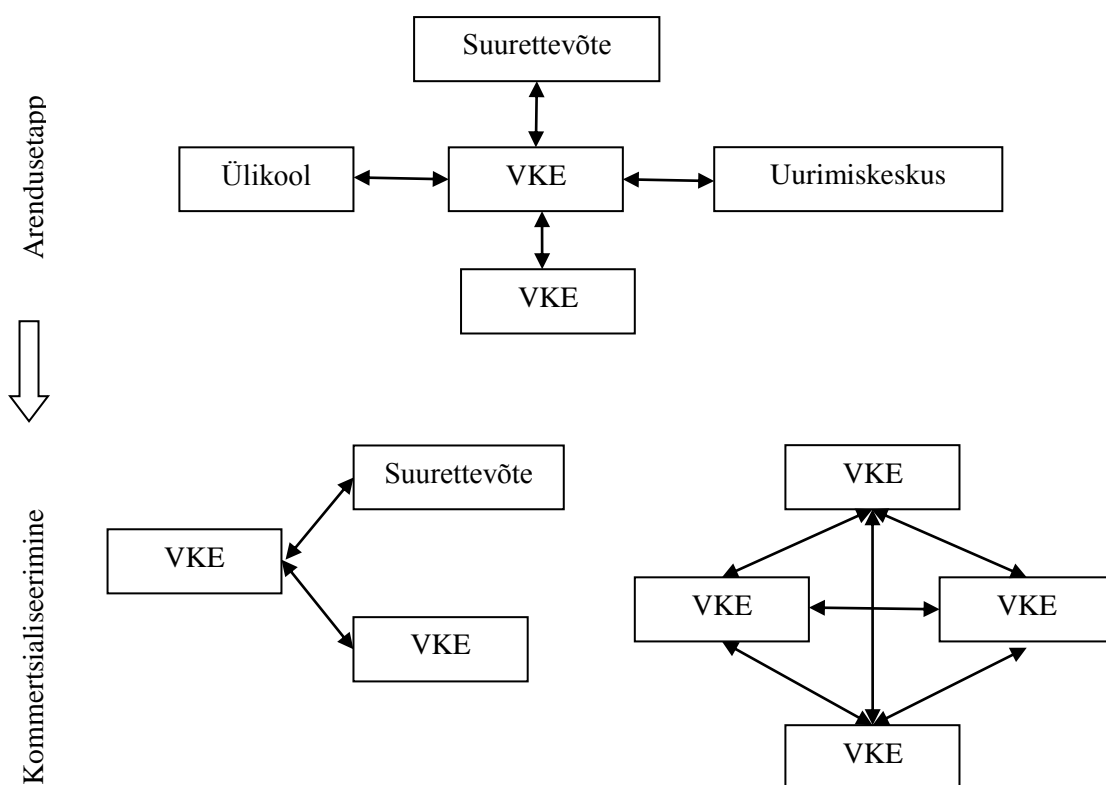 Arendusetapp
Suurettevõte
Ülikool
VKE
Uurimiskeskus
VKE
Kommertsialiseerimine
Suurettevõte
VKE
VKE
VKE
VKE
VKE
VKE